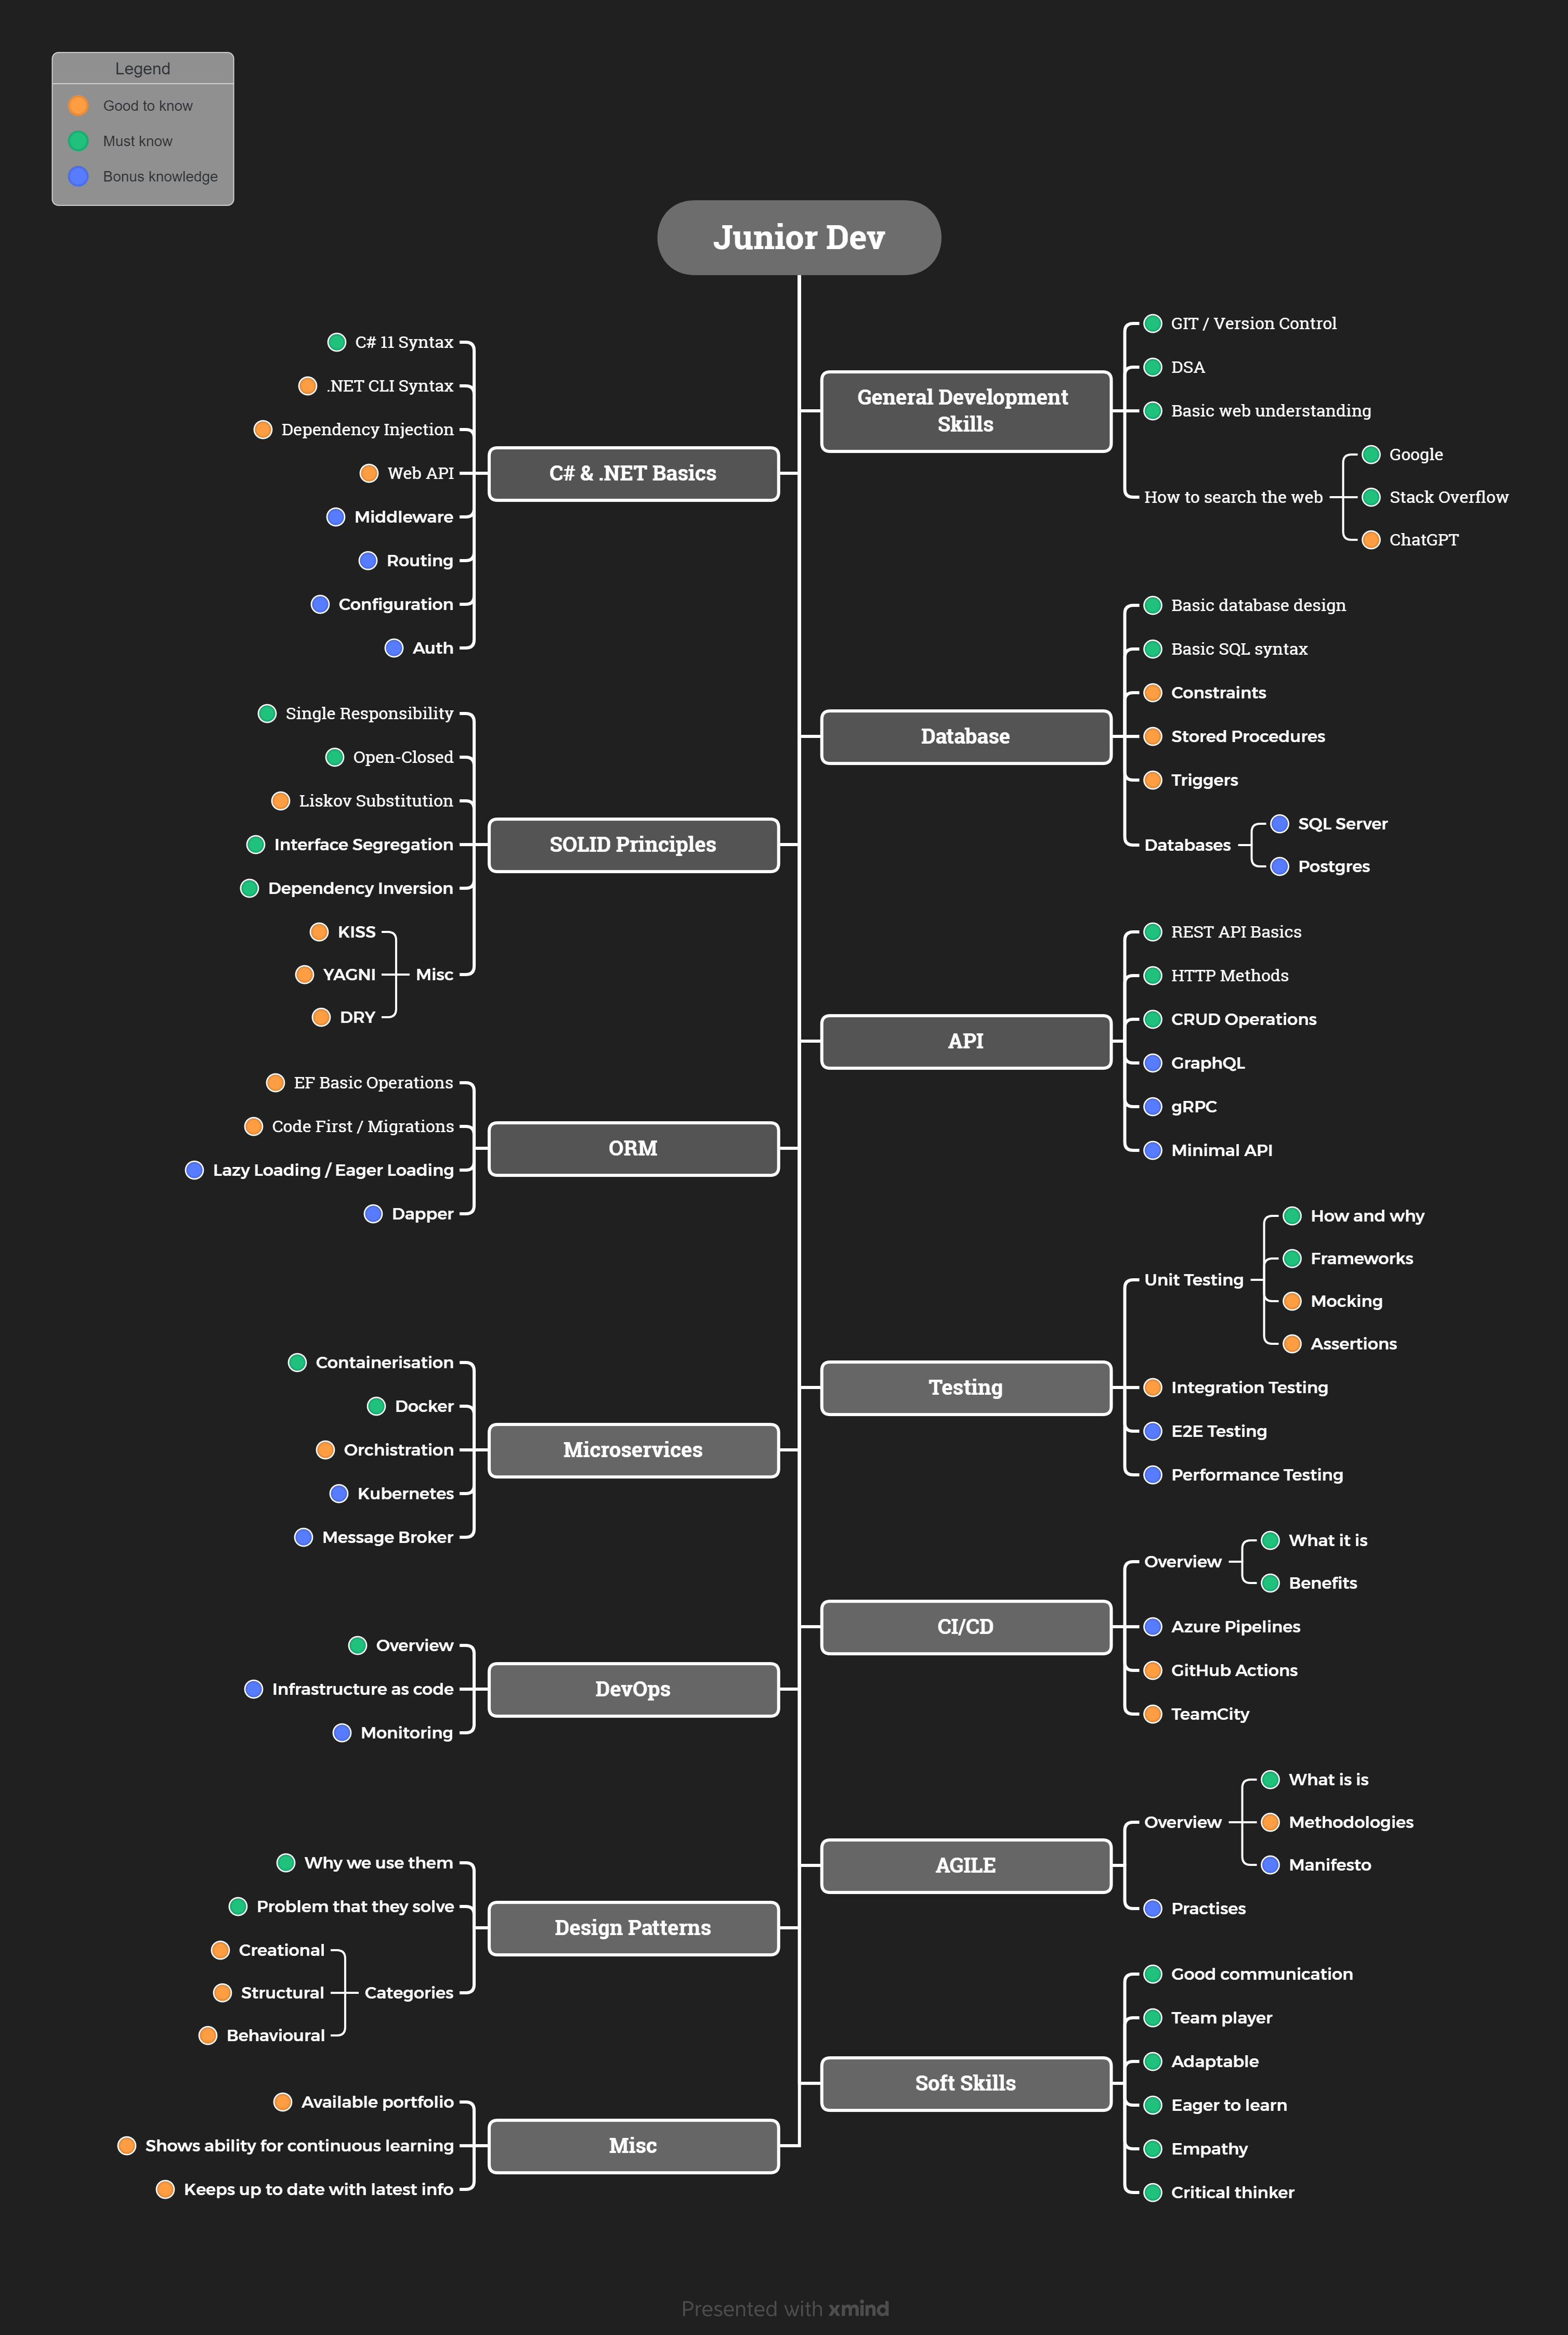 Legend
Good to know
Must know
Bonus knowledge
Junior Dev
General Development
Skills
GIT / Version Control
DSA
Basic web understanding
How to search the web
Google
Stack Overflow
ChatGPT
C# & .NET Basics
C# 11 Syntax
.NET CLI Syntax
Dependency Injection
Web API
Middleware
Routing
Configuration
Auth
Database
Basic database design
Basic SQL syntax
Constraints
Stored Procedures
Triggers
Databases
SQL Server
Postgres
SOLID Principles
Single Responsibility
Open-Closed
Liskov Substitution
Interface Segregation
Dependency Inversion
Misc
KISS
YAGNI
DRY
API
REST API Basics
HTTP Methods
CRUD Operations
GraphQL
gRPC
Minimal API
ORM
EF Basic Operations
Code First / Migrations
Lazy Loading / Eager Loading
Dapper
Testing
Unit Testing
How and why
Frameworks
Mocking
Assertions
Integration Testing
E2E Testing
Performance Testing
Microservices
Containerisation
Docker
Orchistration
Kubernetes
Message Broker
CI/CD
Overview
What it is
Benefits
Azure Pipelines
GitHub Actions
TeamCity
DevOps
Overview
Infrastructure as code
Monitoring
AGILE
Overview
What is is
Methodologies
Manifesto
Practises
Design Patterns
Why we use them
Problem that they solve
Categories
Creational
Structural
Behavioural
Soft Skills
Good communication
Team player
Adaptable
Eager to learn
Empathy
Critical thinker
Misc
Available portfolio
Shows ability for continuous learning
Keeps up to date with latest info
Presented with xmind